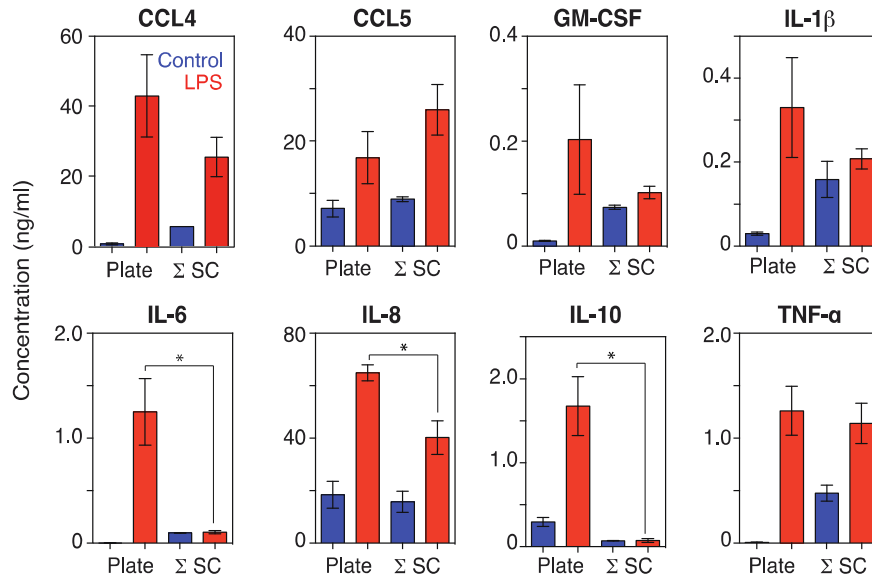 CCL4 CCL5 GM-CSF IL-1β
60 40 0.4
Control
LPS
40 0.4
20 0.2 0.2
20
0 0 0 0
Plate Σ SC Plate Σ SC Plate Σ SC Plate Σ SC
Concentration (ng/ml)
IL-6 IL-8 IL-10 TNF-α
2.0 80 2.0 2.0
* * *
1.0 40 1.0 1.0
0 0 0 0
Plate Σ SC Plate Σ SC Plate Σ SC Plate Σ SC